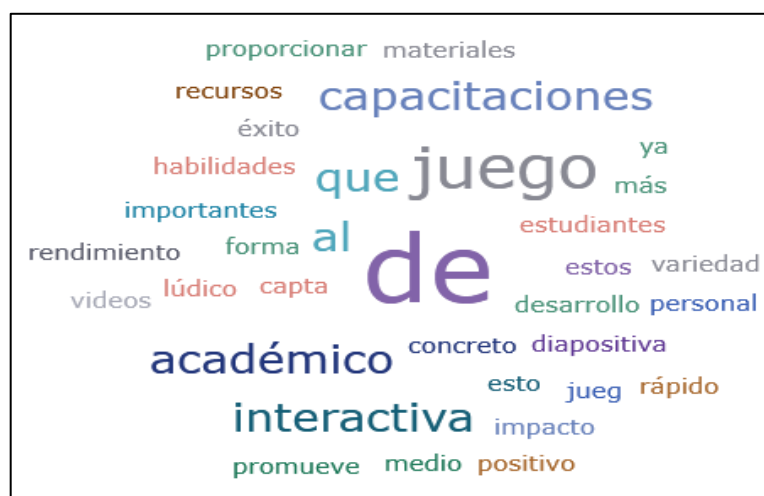 proporcionar materiales
recursos capacitaciones
éxito
habilidades que juego ya
más
importantes al estudiantes
rendimiento forma de estos variedad
videos lúdico capta desarrollo personal
académico concreto diapositiva
esto jueg rápido
interactiva impacto
promueve medio positivo